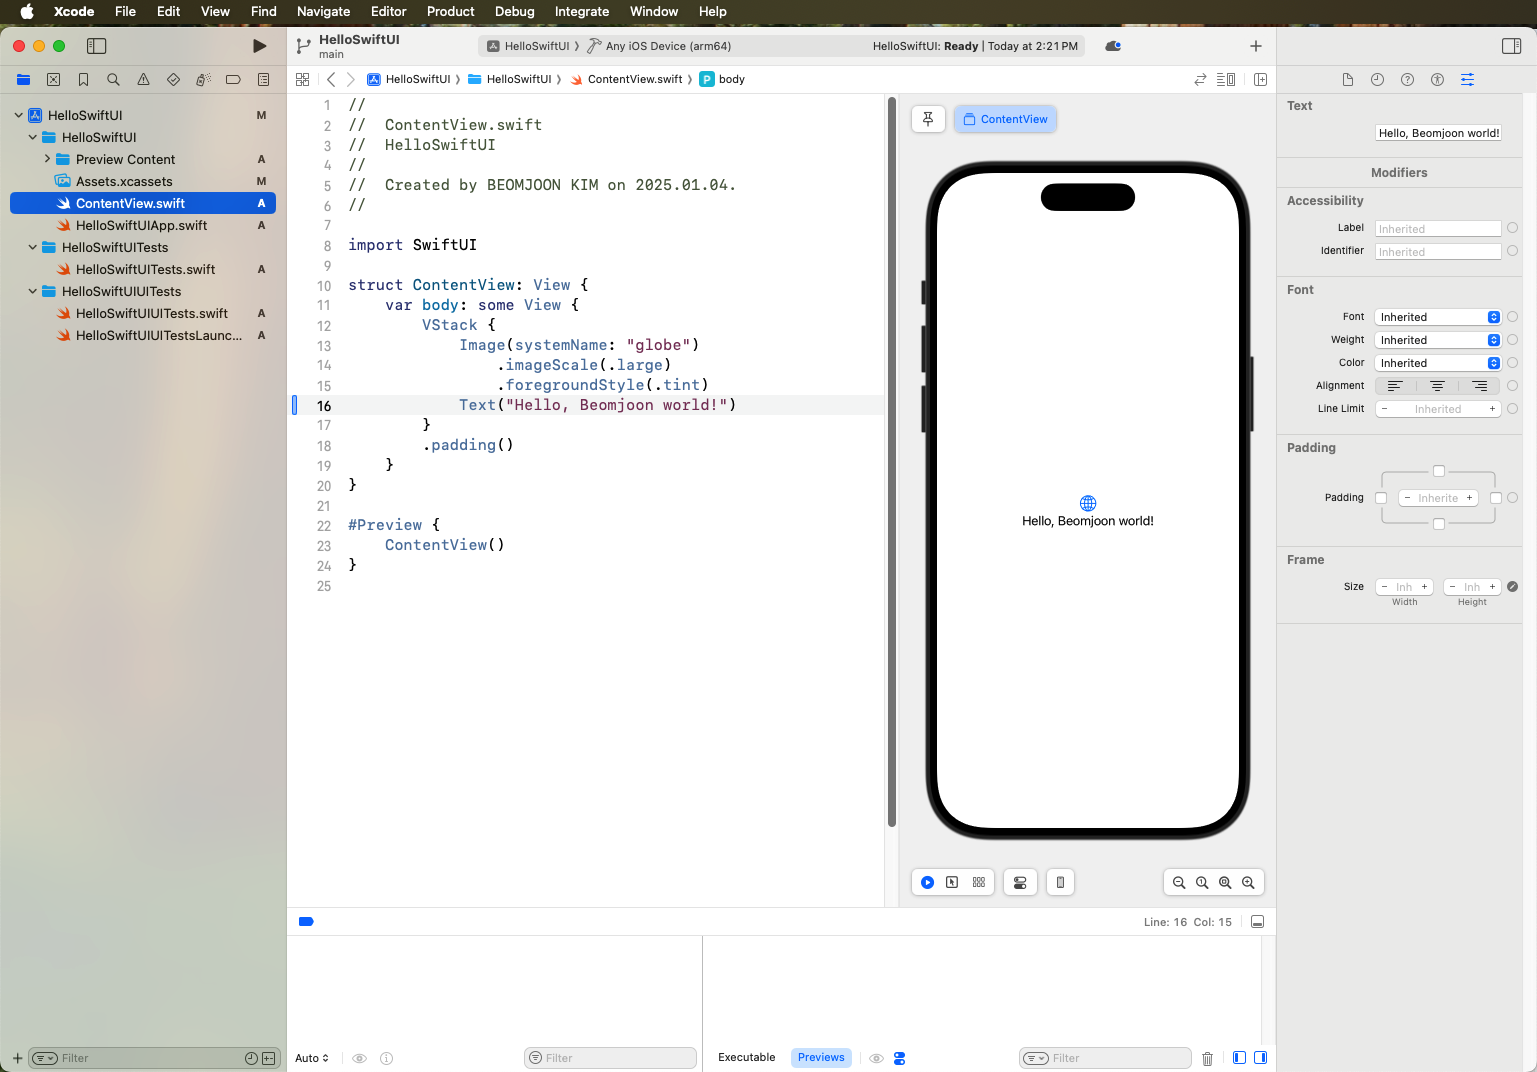 Xcode File Edit View Find Navigate Editor Product Debug Integrate Window Help
HelloSwiftUI
main
HelloSwiftUI Any iOS Device (arm64)
HelloSwiftUI: Ready | Today at 2:21 PM
HelloSwiftUI HelloSwiftUI ContentView.swift P body
HelloSwiftUI M
HelloSwiftUI
Preview Content A
Assets.xcassets M
ContentView.swift A
HelloSwiftUIApp.swift A
HelloSwiftUITests
HelloSwiftUITests.swift A
HelloSwiftUIUITests
HelloSwiftUIUITests.swift A
HelloSwiftUIUITestsLaunc... A
Filter
1 //
2 //  ContentView.swift
3 //  HelloSwiftUI
4 //
5 //  Created by BEOMJOON KIM on 2025.01.04.
6 //
7
8 import SwiftUI
9
10 struct ContentView: View {
11     var body: some View {
12         VStack {
13             Image(systemName: "globe")
14                 .imageScale(.large)
15                 .foregroundStyle(.tint)
16             Text("Hello, Beomjoon world!")
17         }
18         .padding()
19     }
20 }
21
22 #Preview {
23     ContentView()
24 }
25
ContentView
Hello, Beomjoon world!
Line: 16 Col: 15
Auto
Filter
Executable Previews
Filter
Text
Hello, Beomjoon world!
Modifiers
Accessibility
Label Inherited
Identifier Inherited
Font
Font Inherited
Weight Inherited
Color Inherited
Alignment
Line Limit − Inherited +
Padding
Padding − Inherite +
Frame
Size − Inh + − Inh +
Width Height